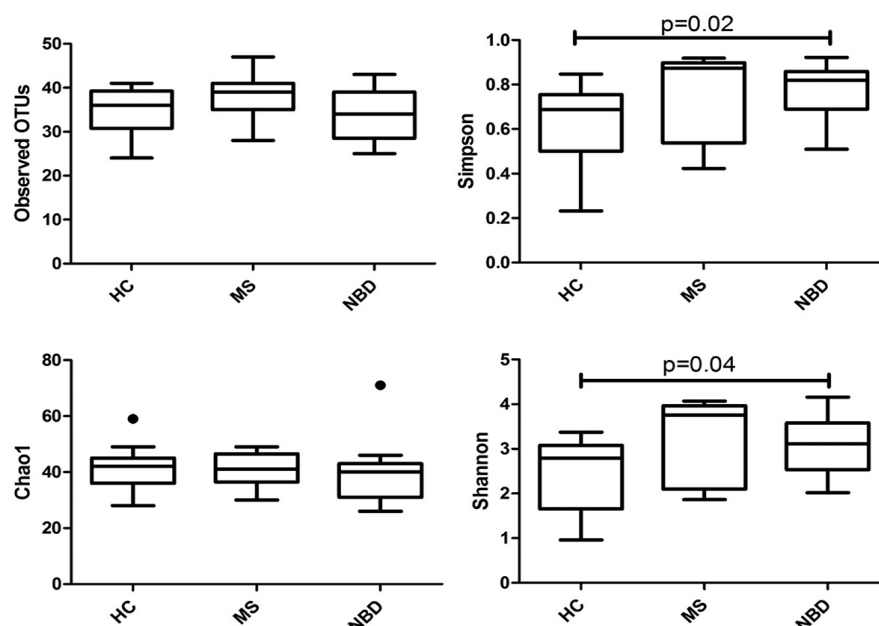 Observed OTUs
50
40
30
20
10
0
HC
MS
NBD
p=0.02
Simpson
1.0
0.8
0.6
0.4
0.2
0.0
HC
MS
NBD
Chao1
80
60
40
20
0
HC
MS
NBD
p=0.04
Shannon
5
4
3
2
1
0
HC
MS
NBD